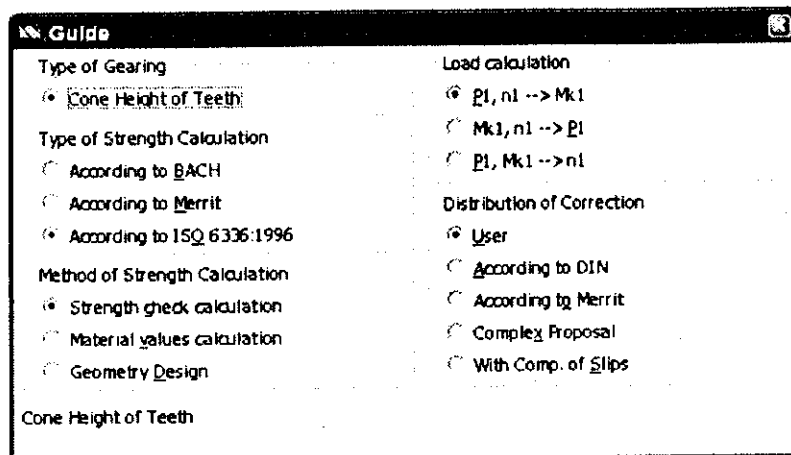 Guide
Type of Gearing
Cone Height of Teeth
Type of Strength Calculation
According to BACH
According to Merrit
According to ISO 6336:1996
Method of Strength Calculation
Strength check calculation
Material values calculation
Geometry Design
Load calculation
P1, n1 --> Mk1
Mk1, n1 --> P1
P1, Mk1 -->n1
Distribution of Correction
User
According to DIN
According to Merrit
Complex Proposal
With Comp. of Slips
Cone Height of Teeth